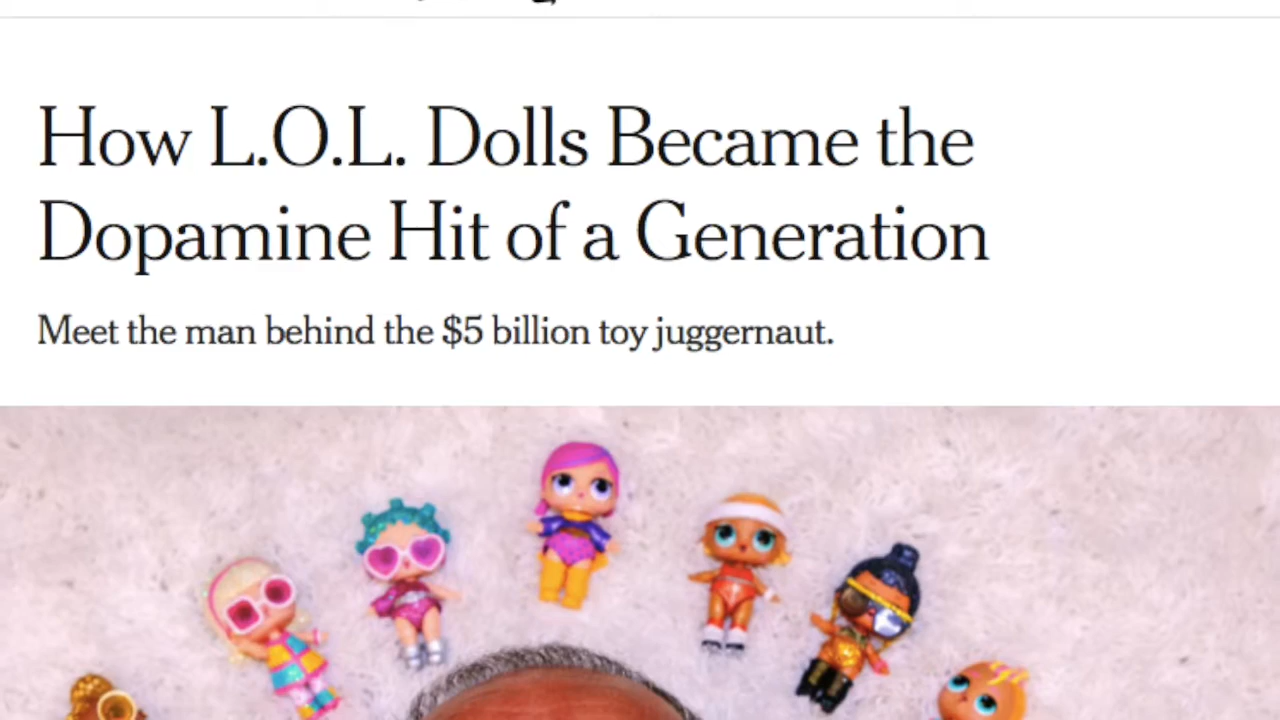 How L.O.L. Dolls Became the
Dopamine Hit of a Generation
Meet the man behind the $5 billion toy juggernaut.